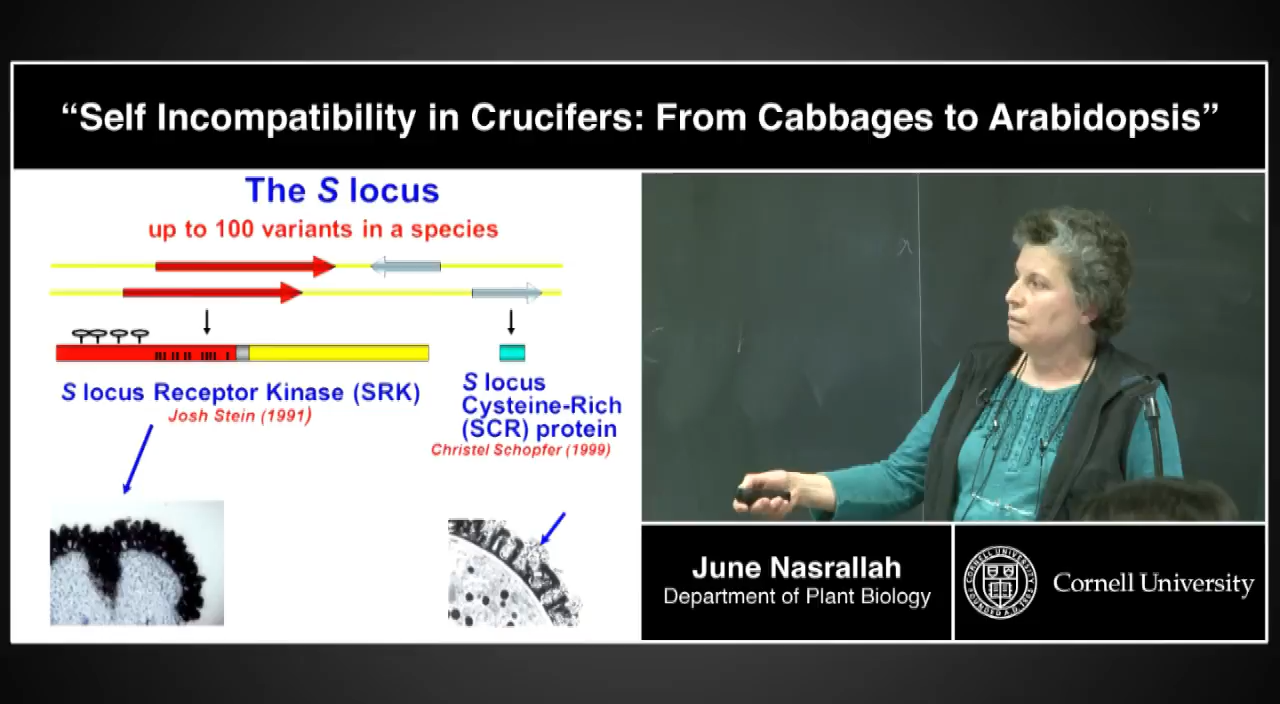 “Self Incompatibility in Crucifers: From Cabbages to Arabidopsis”
The S locus
up to 100 variants in a species
S locus Receptor Kinase (SRK)
Josh Stein (1991)
S locus
Cysteine-Rich
(SCR) protein
Christel Schopfer (1999)
June Nasrallah
Department of Plant Biology
Cornell University